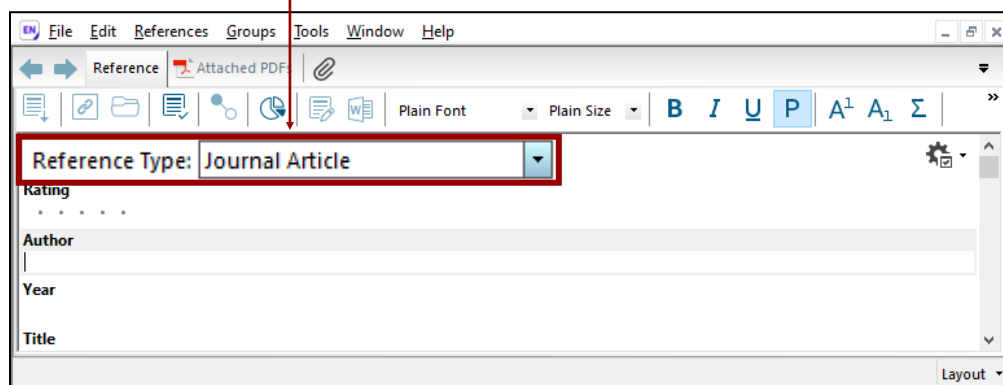 EN File Edit References Groups Tools Window Help
Reference Attached PDFs
W Plain Font Plain Size B I U P A¹ A₁ Σ »
Reference Type: Journal Article
Rating
Author
Year
Title
Layout